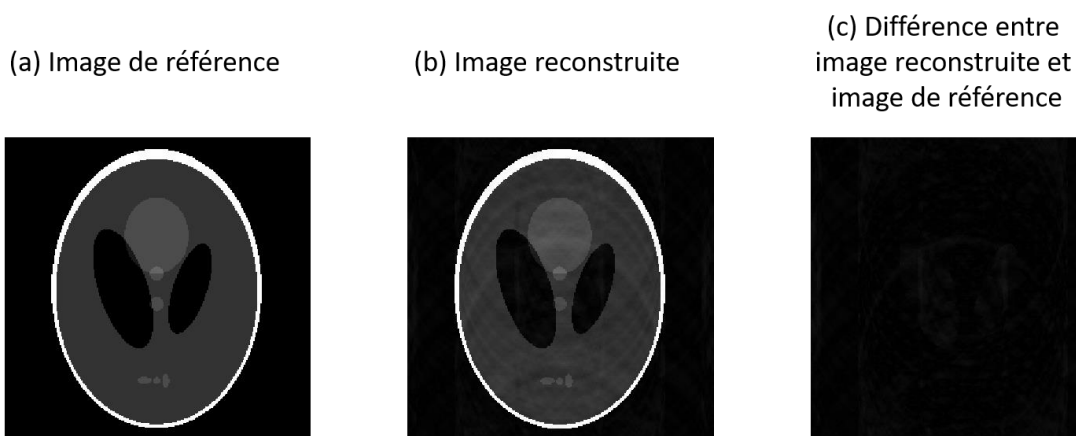 (a) Image de référence
(b) Image reconstruite
(c) Différence entre
image reconstruite et
image de référence